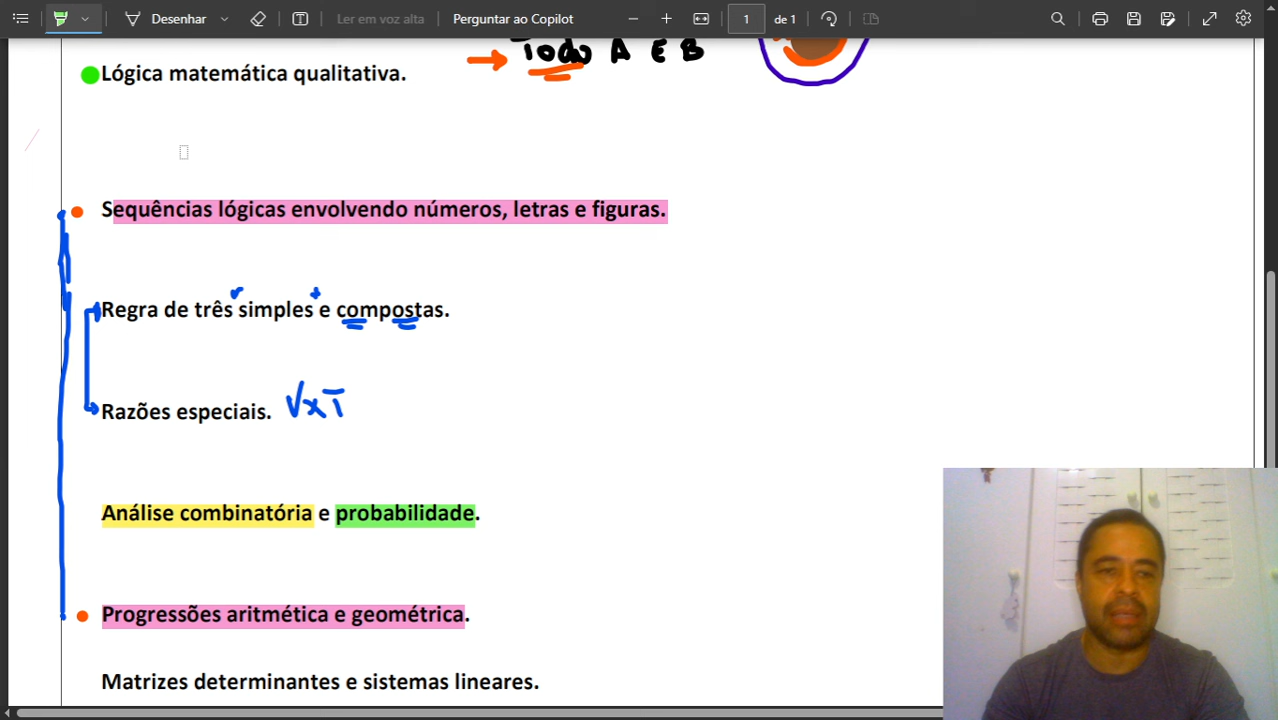 Desenhar
Ler em voz alta
Perguntar ao Copilot
1
de 1
Todo A E B
Lógica matemática qualitativa.
Sequências lógicas envolvendo números, letras e figuras.
Regra de três simples e compostas.
Razões especiais. VxT
Análise combinatória e probabilidade.
Progressões aritmética e geométrica.
Matrizes determinantes e sistemas lineares.